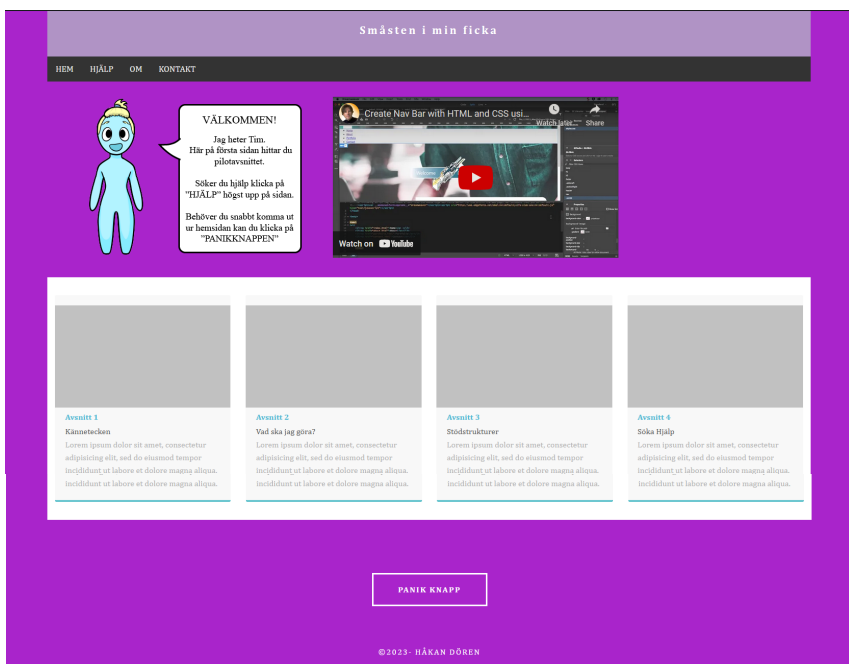 Småsten i min ficka
HEM HJÄLP OM KONTAKT
VÄLKOMMEN!
Jag heter Tim.
Här på första sidan hittar du
pilotavsnittet.
Söker du hjälp klicka på
"HJÄLP" högst upp på sidan.
Behöver du snabbt komma ut
ur hemsidan kan du klicka på
"PANIKKNAPPEN"
Create Nav Bar with HTML and CSS usi...
Watch later
Share
Watch on YouTube
Avsnitt 1
Kännetecken
Lorem ipsum dolor sit amet, consectetur
adipisicing elit, sed do eiusmod tempor
incididunt ut labore et dolore magna aliqua.
incididunt ut labore et dolore magna aliqua.
Avsnitt 2
Vad ska jag göra?
Lorem ipsum dolor sit amet, consectetur
adipisicing elit, sed do eiusmod tempor
incididunt ut labore et dolore magna aliqua.
incididunt ut labore et dolore magna aliqua.
Avsnitt 3
Stödstrukturer
Lorem ipsum dolor sit amet, consectetur
adipisicing elit, sed do eiusmod tempor
incididunt ut labore et dolore magna aliqua.
incididunt ut labore et dolore magna aliqua.
Avsnitt 4
Söka Hjälp
Lorem ipsum dolor sit amet, consectetur
adipisicing elit, sed do eiusmod tempor
incididunt ut labore et dolore magna aliqua.
incididunt ut labore et dolore magna aliqua.
PANIK KNAPP
©2023- HÅKAN DÖREN